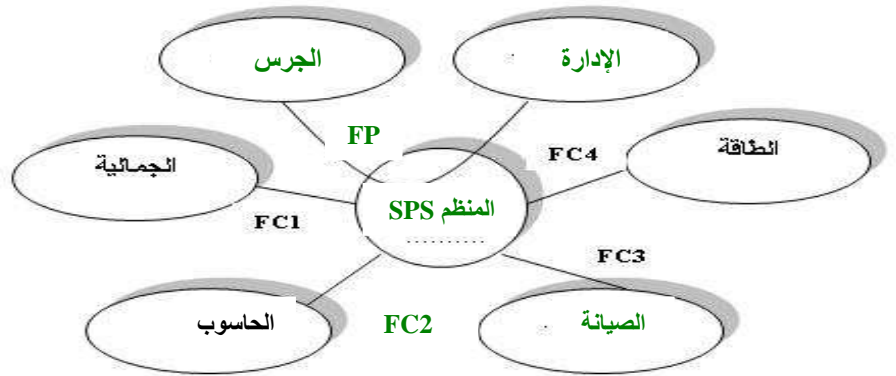 الإدارة
الجرس
FP
FC4
الطاقة
الجمالية
المنظم SPS
..........
FC1
FC3
الحاسوب
FC2
الصيانة